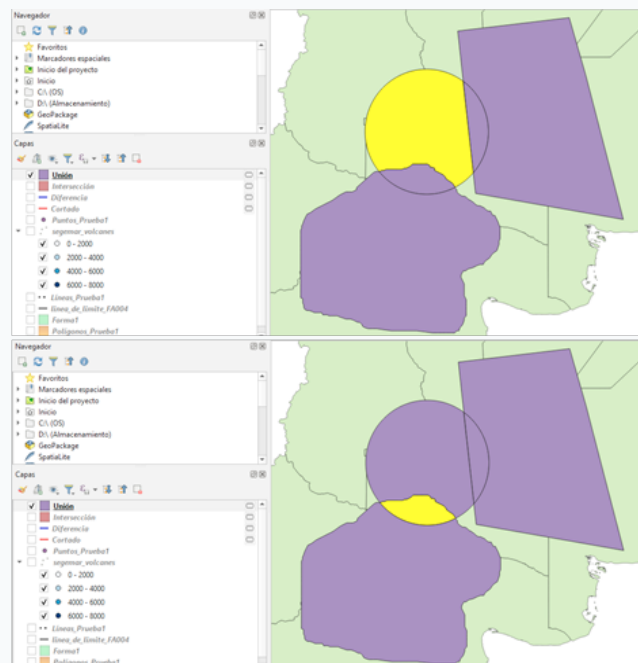 Navegador
Favoritos
Marcadores espaciales
Inicio del proyecto
Inicio
C:\ (OS)
D:\ (Almacenamiento)
GeoPackage
SpatiaLite
Capas
Unión
Intersección
Diferencia
Cortado
Puntos_Prueba1
segemar_volcanes
0 - 2000
2000 - 4000
4000 - 6000
6000 - 8000
Lineas_Prueba1
linea_de_limite_FA004
Forma1
Poligonos_Prueba1
Navegador
Favoritos
Marcadores espaciales
Inicio del proyecto
Inicio
C:\ (OS)
D:\ (Almacenamiento)
GeoPackage
SpatiaLite
Capas
Unión
Intersección
Diferencia
Cortado
Puntos_Prueba1
segemar_volcanes
0 - 2000
2000 - 4000
4000 - 6000
6000 - 8000
Lineas_Prueba1
linea_de_limite_FA004
Forma1
Poligonos_Prueba1